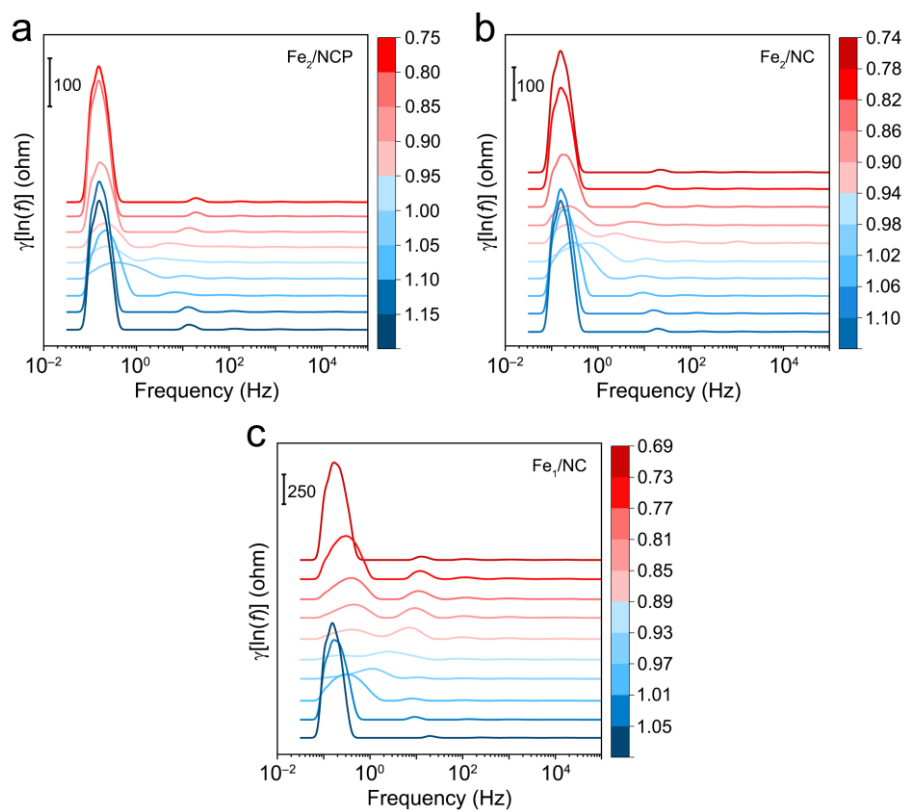 a
Fe₂/NCP
100
γ[ln(f)] (ohm)
10⁻² 10⁰ 10² 10⁴
Frequency (Hz)
0.75
0.80
0.85
0.90
0.95
1.00
1.05
1.10
1.15
b
Fe₂/NC
100
γ[ln(f)] (ohm)
10⁻² 10⁰ 10² 10⁴
Frequency (Hz)
0.74
0.78
0.82
0.86
0.90
0.94
0.98
1.02
1.06
1.10
c
Fe₁/NC
250
γ[ln(f)] (ohm)
10⁻² 10⁰ 10² 10⁴
Frequency (Hz)
0.69
0.73
0.77
0.81
0.85
0.89
0.93
0.97
1.01
1.05